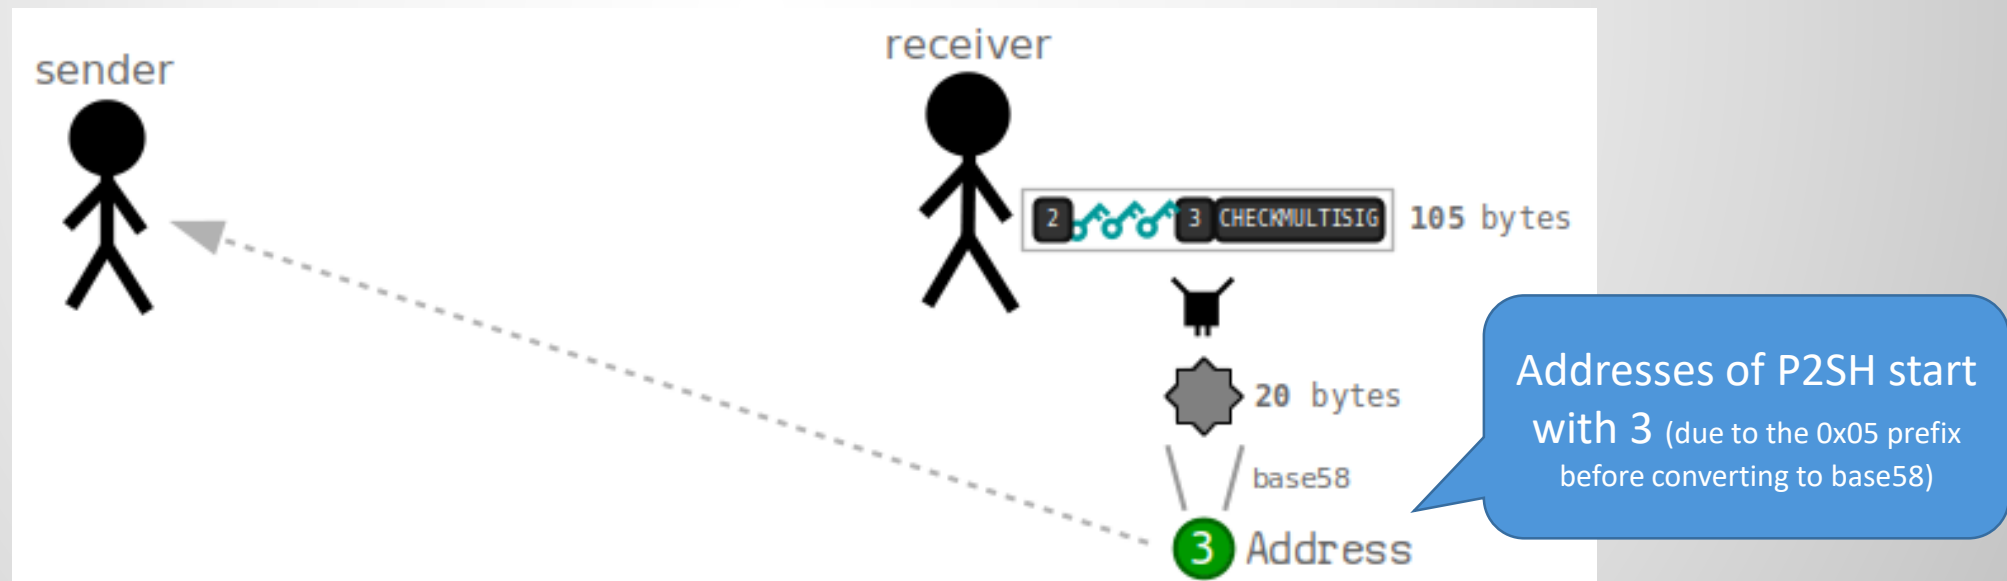 sender
receiver
2 3 CHECKMULTISIG 105 bytes
20 bytes
base58
3 Address
Addresses of P2SH start
with 3 (due to the 0x05 prefix
before converting to base58)